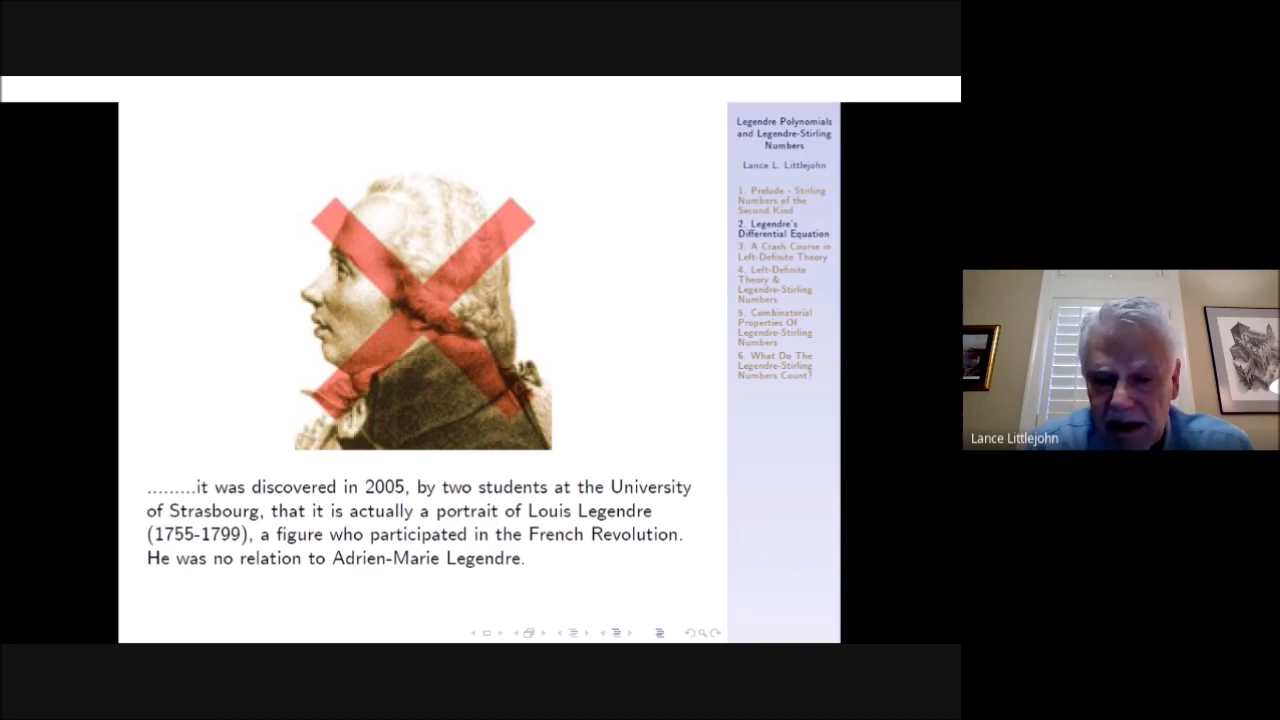 .........it was discovered in 2005, by two students at the University
of Strasbourg, that it is actually a portrait of Louis Legendre
(1755-1799), a figure who participated in the French Revolution.
He was no relation to Adrien-Marie Legendre.
Legendre Polynomials
and Legendre-Stirling
Numbers
Lance L. Littlejohn
1. Prelude - Stirling
Numbers of the
Second Kind
2. Legendre's
Differential Equation
3. A Crash Course in
Left-Definite Theory
4. Left-Definite
Theory &
Legendre-Stirling
Numbers
5. Combinatorial
Properties Of
Legendre-Stirling
Numbers
6. What Do The
Legendre-Stirling
Numbers Count?
Lance Littlejohn